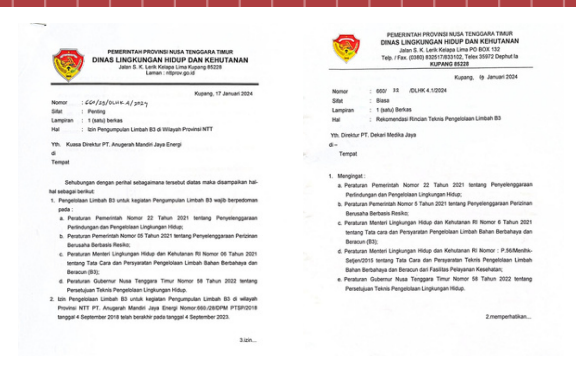 PEMERINTAH PROVINSI NUSA TENGGARA TIMUR
DINAS LINGKUNGAN HIDUP DAN KEHUTANAN
Jalan S. K. Lerik Kelapa Lima Kupang 85228
Laman : nttprov.go.id
Kupang, 17 Januari 2024
Nomor : 660/23/DLHK.4/2024
Sifat : Penting
Lampiran : 1 (satu) berkas
Hal : Izin Pengumpulan Limbah B3 di Wilayah Provinsi NTT
Yth. Kuasa Direktur PT. Anugerah Mandiri Jaya Energi
di
Tempat
Sehubungan dengan perihal sebagaimana tersebut diatas maka disampaikan hal-
hal sebagai berikut:
1. Pengelolaan Limbah B3 untuk kegiatan Pengumpulan Limbah B3 wajib berpedoman
pada :
a. Peraturan Pemerintah Nomor 22 Tahun 2021 tentang Penyelenggaraan
Perlindungan dan Pengelolaan Lingkungan Hidup;
b. Peraturan Pemerintah Nomor 05 Tahun 2021 tentang Penyelenggaraan Perizinan
Berusaha Berbasis Resiko;
c. Peraturan Menteri Lingkungan Hidup dan Kehutanan RI Nomor 06 Tahun 2021
tentang Tata Cara dan Persyaratan Pengelolaan Limbah Bahan Berbahaya dan
Beracun (B3);
d. Peraturan Gubernur Nusa Tenggara Timur Nomor 58 Tahun 2022 tentang
Persetujuan Teknis Pengelolaan Lingkungan Hidup.
2. Izin Pengelolaan Limbah B3 untuk kegiatan Pengumpulan Limbah B3 di wilayah
Provinsi NTT PT. Anugerah Mandiri Jaya Energi Nomor:660./28/DPM PTSP/2018
tanggal 4 September 2018 telah berakhir pada tanggal 4 September 2023.
3.izin...
PEMERINTAH PROVINSI NUSA TENGGARA TIMUR
DINAS LINGKUNGAN HIDUP DAN KEHUTANAN
Jalan S. K. Lerik Kelapa Lima PO BOX 132
Telp. / Fax. (0380) 832517/833102, Telex 35972 Dephut Ia
KUPANG 85228
Kupang, Januari 2024
Nomor : 660/ /DLHK 4.1/2024
Sifat : Biasa
Lampiran : 1 (satu) Berkas
Hal : Rekomendasi Rincian Teknis Pengelolaan Limbah B3
Yth. Direktur PT. Dekari Medika Jaya
di –
Tempat
1. Mengingat :
a. Peraturan Pemerintah Nomor 22 Tahun 2021 tentang Penyelenggaraan
Perlindungan dan Pengelolaan Lingkungan Hidup;
b. Peraturan Pemerintah Nomor 5 Tahun 2021 tentang Penyelenggaraan Perizinan
Berusaha Berbasis Risiko;
c. Peraturan Menteri Lingkungan Hidup dan Kehutanan RI Nomor 6 Tahun 2021
tentang Tata cara dan Persyaratan Pengelolaan Limbah Bahan Berbahaya dan
Beracun (B3);
d. Peraturan Menteri Lingkungan Hidup dan Kehutanan RI Nomor : P.56/Menlhk-
Setjen/2015 tentang Tata Cara dan Persyaratan Teknis Pengelolaan Limbah
Bahan Berbahaya dan Beracun dari Fasilitas Pelayanan Kesehatan;
e. Peraturan Gubernur Nusa Tenggara Timur Nomor 58 Tahun 2022 tentang
Persetujuan Teknis Pengelolaan Lingkungan Hidup.
2.memperhatikan...